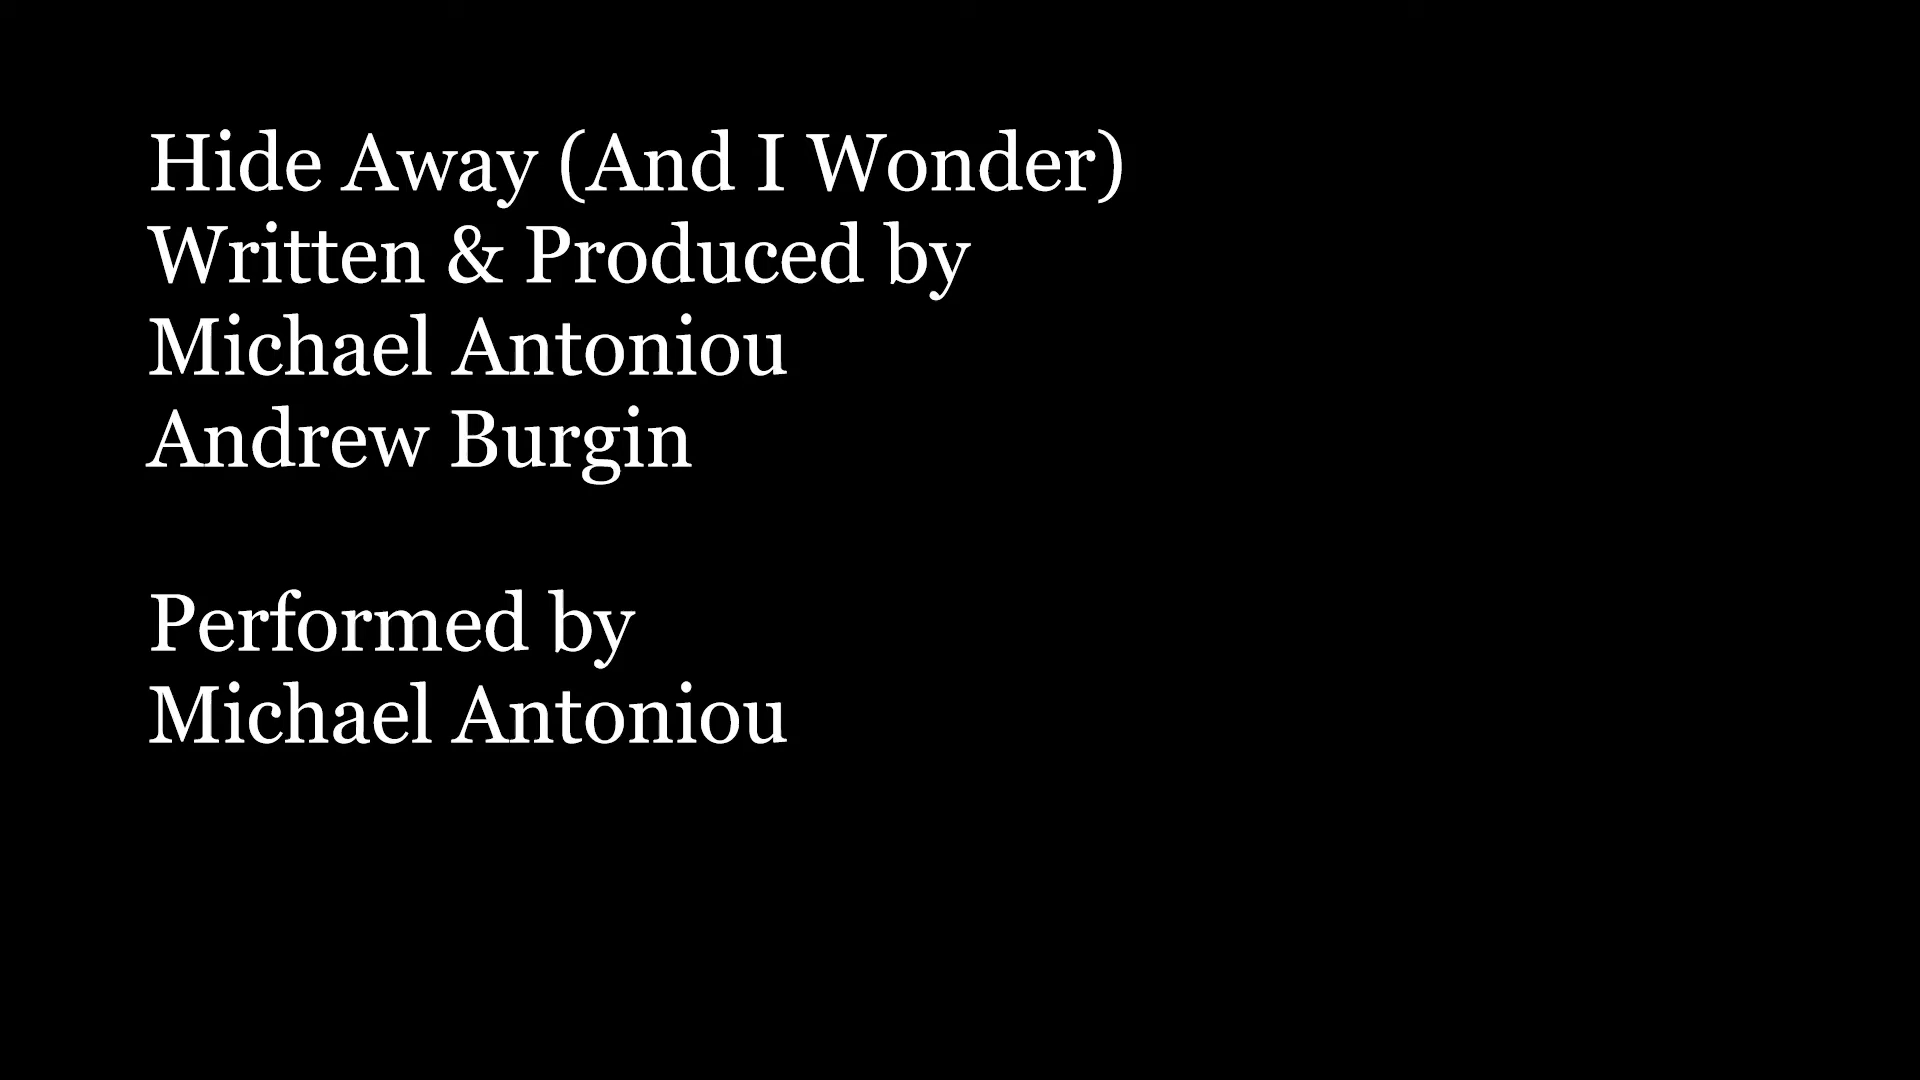 Hide Away (And I Wonder)
Written & Produced by
Michael Antoniou
Andrew Burgin
Performed by
Michael Antoniou